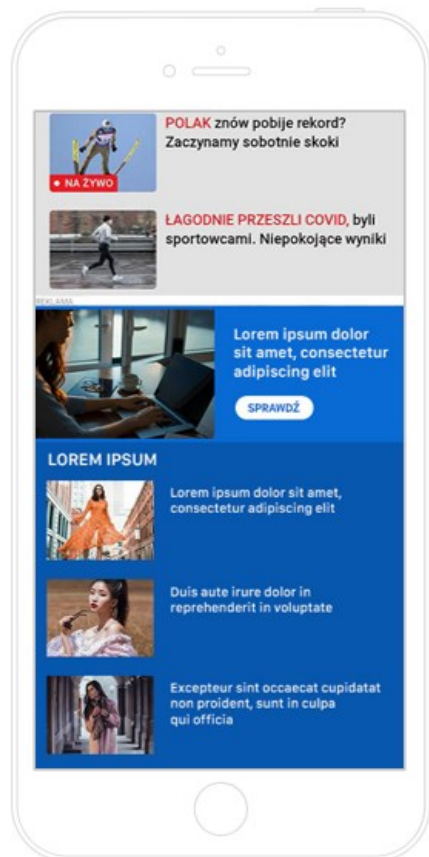 POLAK znów pobije rekord?
Zaczynamy sobotnie skoki
NA ŻYWO
ŁAGODNIE PRZESZLI COVID, byli
sportowcami. Niepokojące wyniki
REKLAMA
Lorem ipsum dolor
sit amet, consectetur
adipiscing elit
SPRAWDŹ
LOREM IPSUM
Lorem ipsum dolor sit amet,
consectetur adipiscing elit
Duis aute irure dolor in
reprehenderit in voluptate
Excepteur sint occaecat cupidatat
non proident, sunt in culpa
qui officia